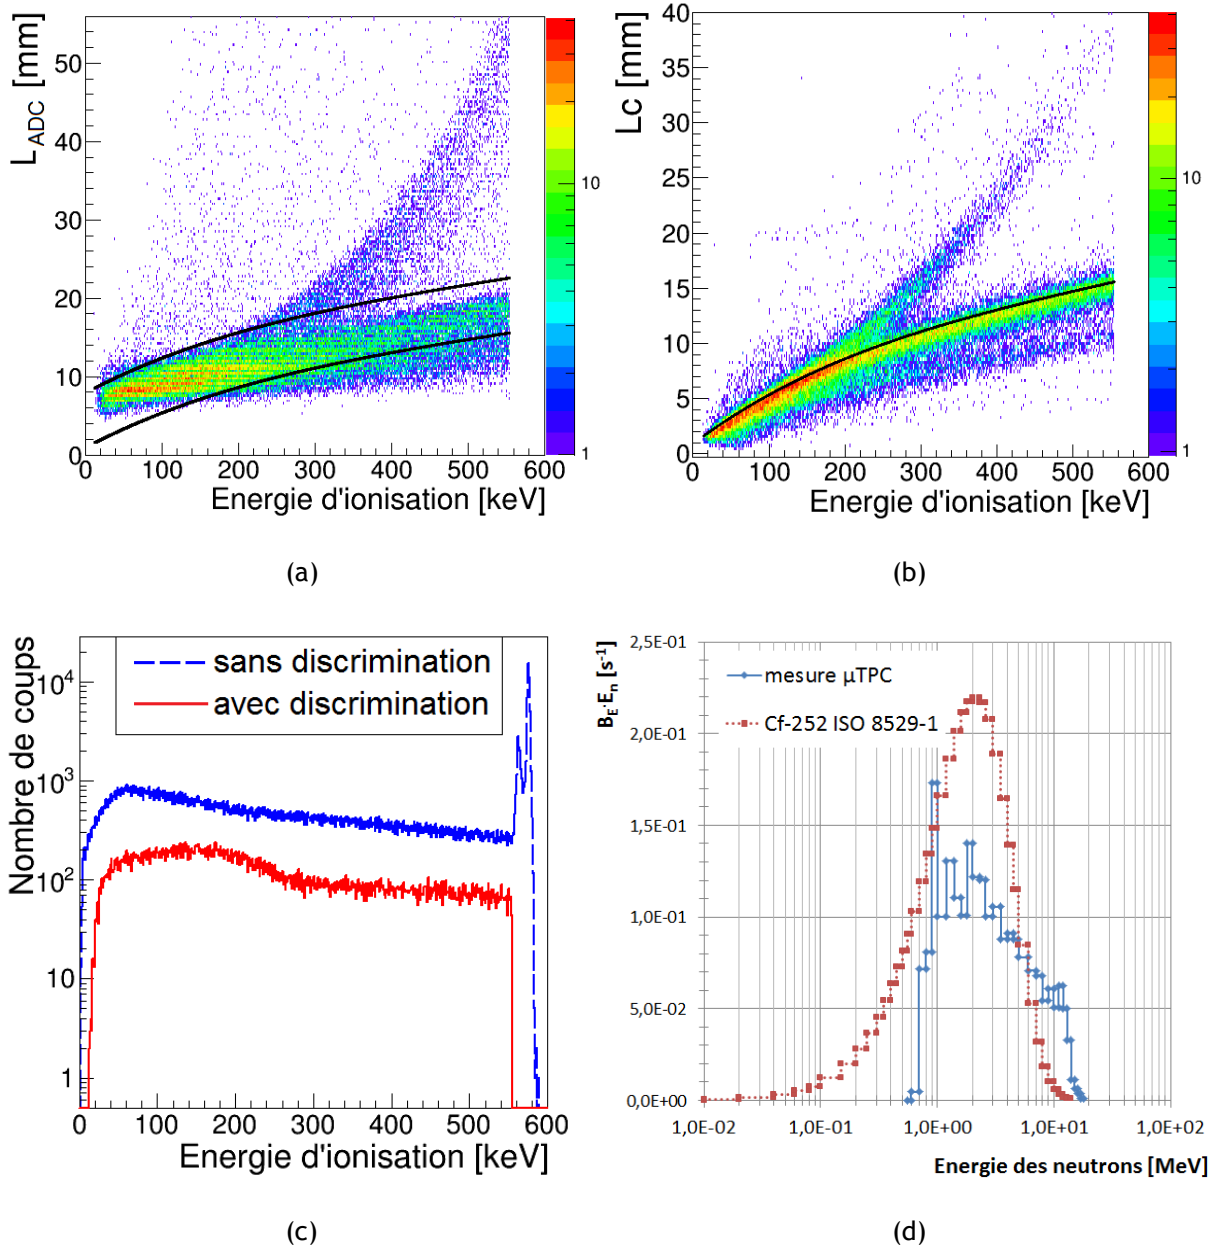 L_ADC [mm]
50
40
30
20
10
0
0 100 200 300 400 500 600
Energie d'ionisation [keV]
10
1
(a)
Lc [mm]
40
35
30
25
20
15
10
5
0
0 100 200 300 400 500 600
Energie d'ionisation [keV]
10
1
(b)
Nombre de coups
10^4
10^3
10^2
10
1
sans discrimination
avec discrimination
0 100 200 300 400 500 600
Energie d'ionisation [keV]
(c)
B_E·E_n [s^-1]
2,5E-01
2,0E-01
1,5E-01
1,0E-01
5,0E-02
0,0E+00
mesure µTPC
Cf-252 ISO 8529-1
1,0E-02 1,0E-01 1,0E+00 1,0E+01 1,0E+02
Energie des neutrons [MeV]
(d)